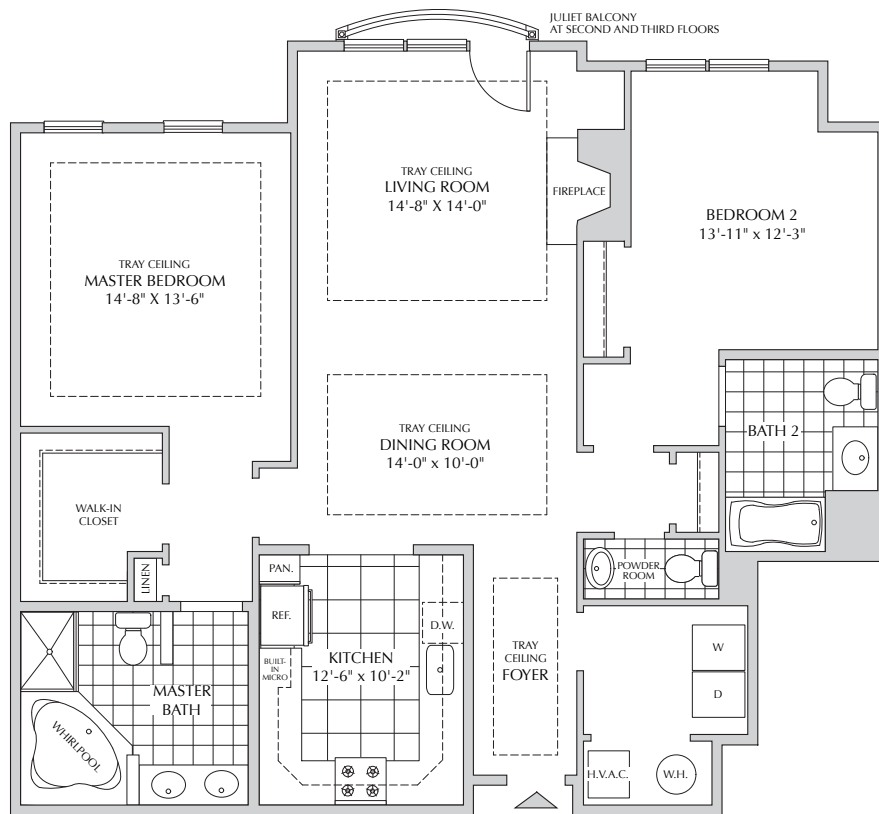 JULIET BALCONY
AT SECOND AND THIRD FLOORS
TRAY CEILING
LIVING ROOM
14'-8" X 14'-0"
FIREPLACE
BEDROOM 2
13'-11" x 12'-3"
TRAY CEILING
MASTER BEDROOM
14'-8" X 13'-6"
TRAY CEILING
DINING ROOM
14'-0" x 10'-0"
BATH 2
WALK-IN
CLOSET
LINEN
PAN.
REF.
D.W.
BUILT-
IN
MICRO
KITCHEN
12'-6" x 10'-2"
POWDER
ROOM
TRAY
CEILING
FOYER
W
D
MASTER
BATH
WHIRLPOOL
H.V.A.C.
W.H.